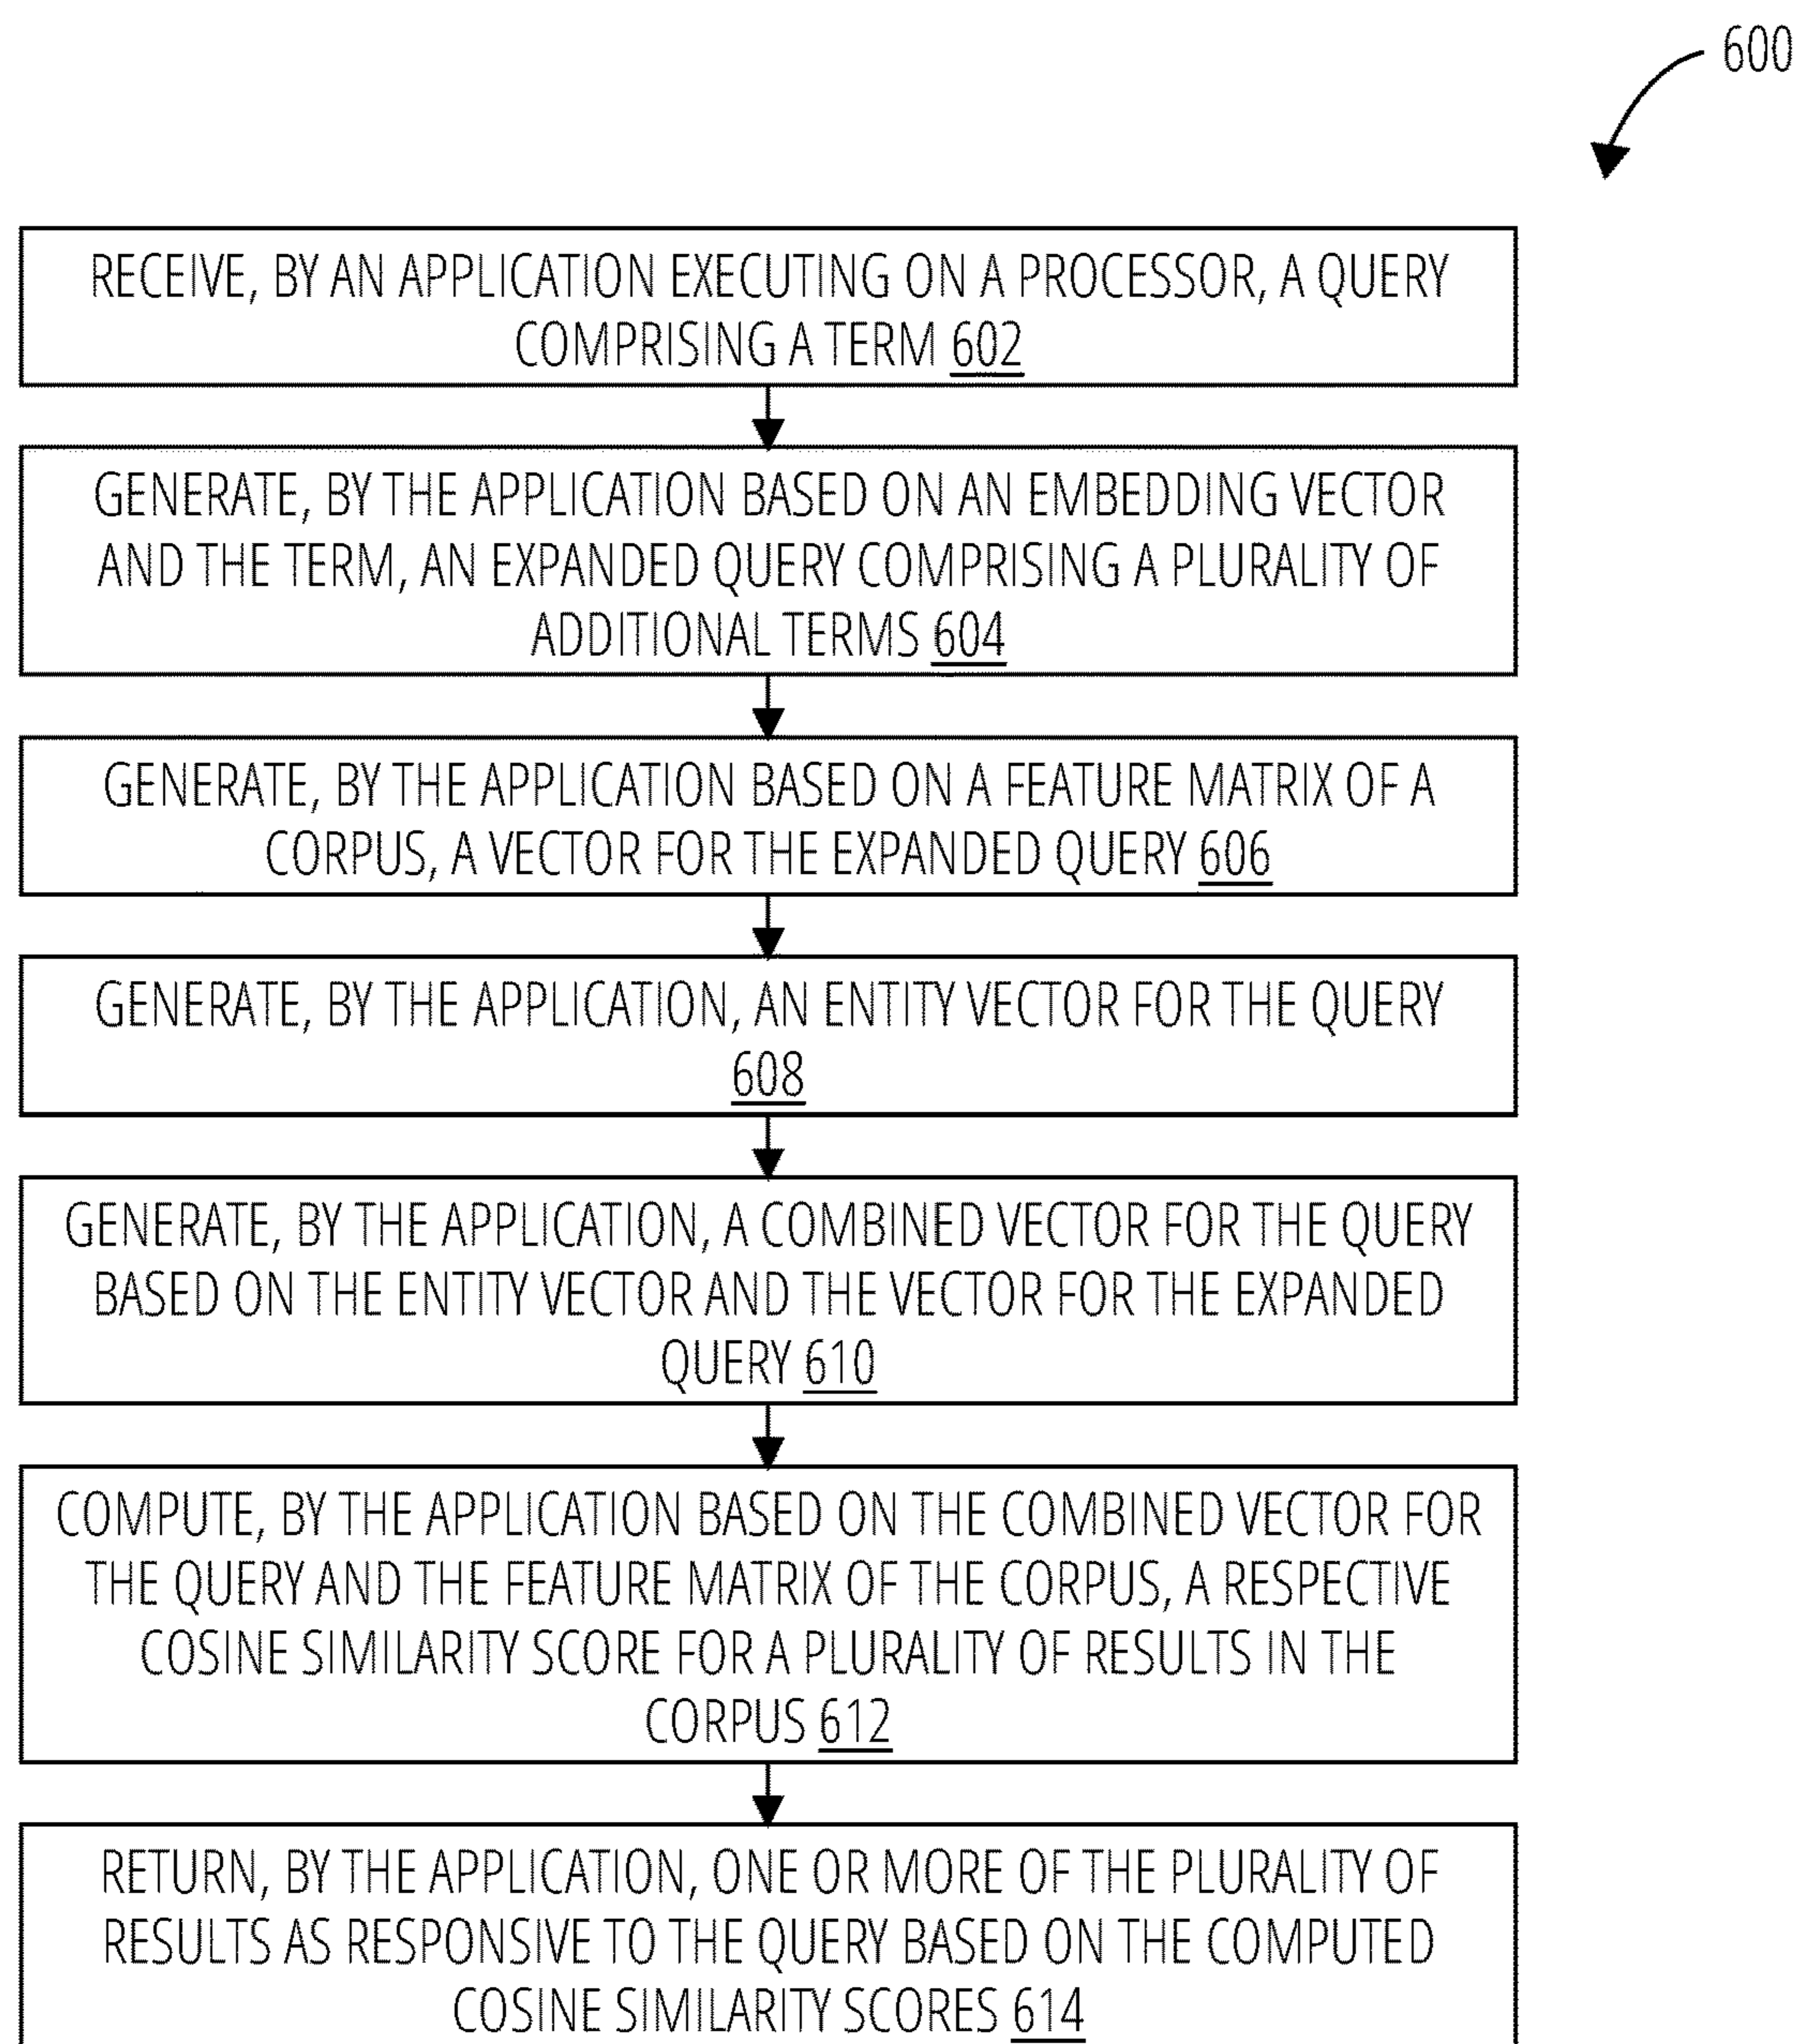 600
RECEIVE, BY AN APPLICATION EXECUTING ON A PROCESSOR, A QUERY
COMPRISING A TERM 602
GENERATE, BY THE APPLICATION BASED ON AN EMBEDDING VECTOR
AND THE TERM, AN EXPANDED QUERY COMPRISING A PLURALITY OF
ADDITIONAL TERMS 604
GENERATE, BY THE APPLICATION BASED ON A FEATURE MATRIX OF A
CORPUS, A VECTOR FOR THE EXPANDED QUERY 606
GENERATE, BY THE APPLICATION, AN ENTITY VECTOR FOR THE QUERY
608
GENERATE, BY THE APPLICATION, A COMBINED VECTOR FOR THE QUERY
BASED ON THE ENTITY VECTOR AND THE VECTOR FOR THE EXPANDED
QUERY 610
COMPUTE, BY THE APPLICATION BASED ON THE COMBINED VECTOR FOR
THE QUERY AND THE FEATURE MATRIX OF THE CORPUS, A RESPECTIVE
COSINE SIMILARITY SCORE FOR A PLURALITY OF RESULTS IN THE
CORPUS 612
RETURN, BY THE APPLICATION, ONE OR MORE OF THE PLURALITY OF
RESULTS AS RESPONSIVE TO THE QUERY BASED ON THE COMPUTED
COSINE SIMILARITY SCORES 614